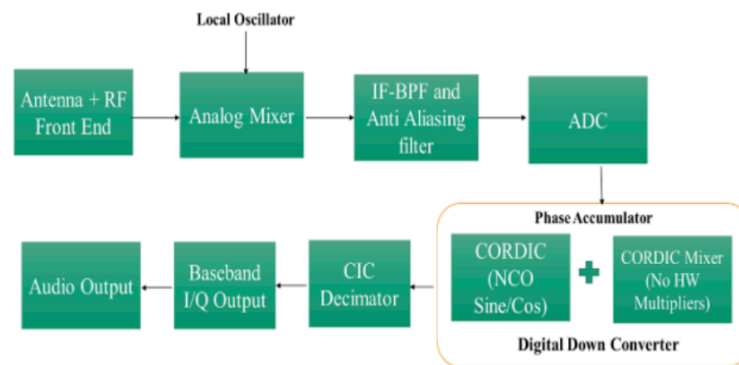 Local Oscillator
Antenna + RF
Front End
Analog Mixer
IF-BPF and
Anti Aliasing
filter
ADC
Phase Accumulator
CORDIC
(NCO
Sine/Cos)
+
CORDIC Mixer
(No HW
Multipliers)
Digital Down Converter
CIC
Decimator
Baseband
I/Q Output
Audio Output